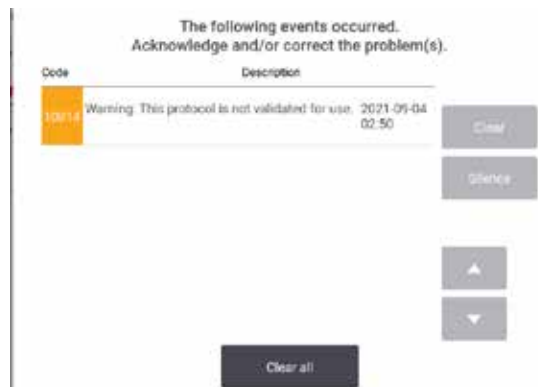 The following events occurred.
Acknowledge and/or correct the problem(s).
Code Description
Warning: This protocol is not validated for use. 2021-09-04
02:50
Clear
Silence
Clear all